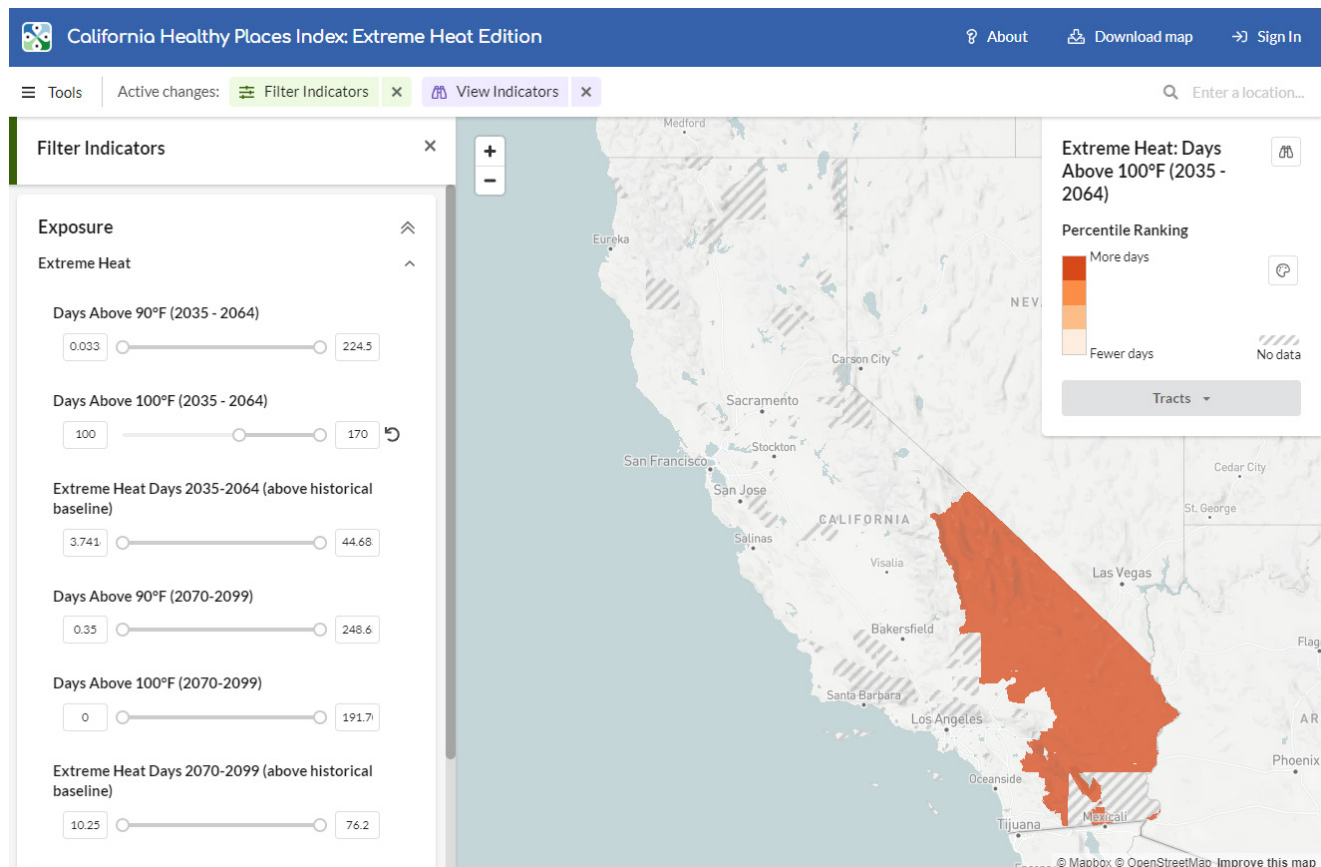 California Healthy Places Index: Extreme Heat Edition
About
Download map
Sign In
Tools
Active changes:
Filter Indicators
View Indicators
Enter a location...
Filter Indicators
Exposure
Extreme Heat
Days Above 90°F (2035 - 2064)
0.033
224.5
Days Above 100°F (2035 - 2064)
100
170
Extreme Heat Days 2035-2064 (above historical
baseline)
3.741
44.68
Days Above 90°F (2070-2099)
0.35
248.6
Days Above 100°F (2070-2099)
0
191.7
Extreme Heat Days 2070-2099 (above historical
baseline)
10.25
76.2
+
−
Extreme Heat: Days
Above 100°F (2035 -
2064)
Percentile Ranking
More days
Fewer days
No data
Tracts
Medford
Eureka
NEV
Carson City
Sacramento
Stockton
San Francisco
San Jose
Cedar City
St. George
CALIFORNIA
Salinas
Visalia
Las Vegas
Bakersfield
Flag
Santa Barbara
Los Angeles
AR
Phoenix
Oceanside
Mexicali
Tijuana
© Mapbox © OpenStreetMap Improve this map